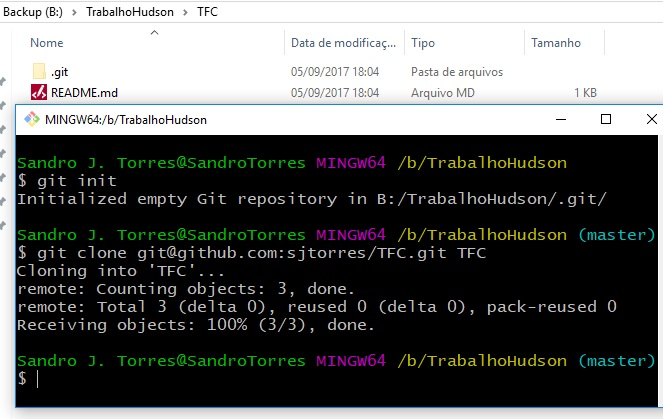 Backup (B:) > TrabalhoHudson > TFC
Nome Data de modificaç... Tipo Tamanho
.git 05/09/2017 18:04 Pasta de arquivos
README.md 05/09/2017 18:04 Arquivo MD 1 KB
MINGW64:/b/TrabalhoHudson
Sandro J. Torres@SandroTorres MINGW64 /b/TrabalhoHudson
$ git init
Initialized empty Git repository in B:/TrabalhoHudson/.git/
Sandro J. Torres@SandroTorres MINGW64 /b/TrabalhoHudson (master)
$ git clone git@github.com:sjtorres/TFC.git TFC
Cloning into 'TFC'...
remote: Counting objects: 3, done.
remote: Total 3 (delta 0), reused 0 (delta 0), pack-reused 0
Receiving objects: 100% (3/3), done.
Sandro J. Torres@SandroTorres MINGW64 /b/TrabalhoHudson (master)
$